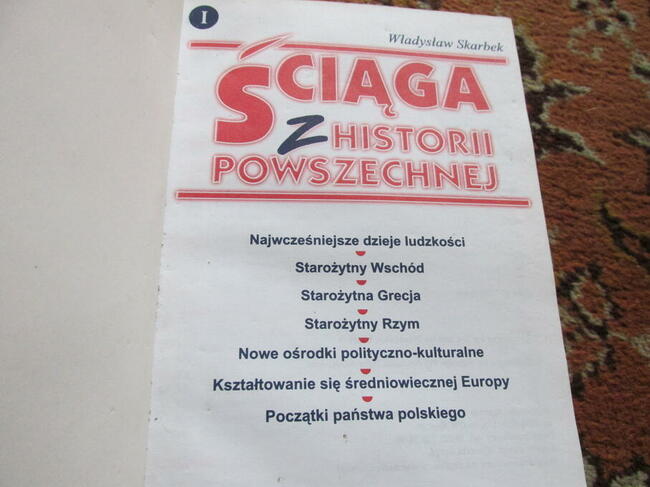 I
Władysław Skarbek
ŚCIĄGA
Z HISTORII
POWSZECHNEJ
Najwcześniejsze dzieje ludzkości
Starożytny Wschód
Starożytna Grecja
Starożytny Rzym
Nowe ośrodki polityczno-kulturalne
Kształtowanie się średniowiecznej Europy
Początki państwa polskiego